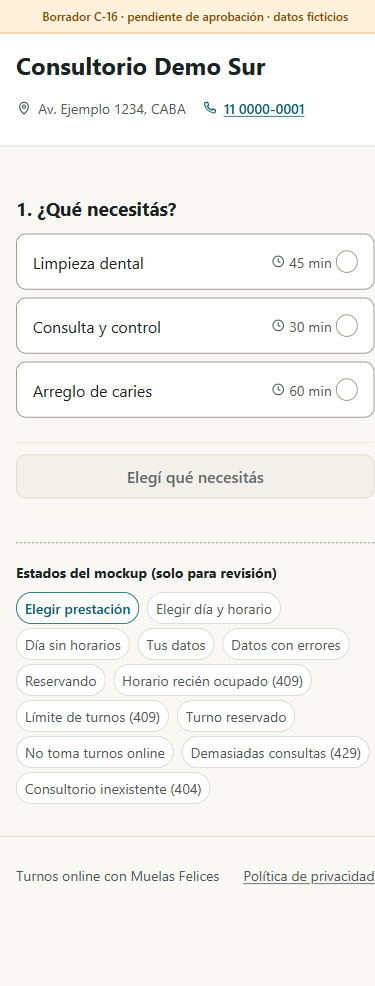 Borrador C-16 · pendiente de aprobación · datos ficticios
Consultorio Demo Sur
Av. Ejemplo 1234, CABA 11 0000-0001
1. ¿Qué necesitás?
Limpieza dental 45 min
Consulta y control 30 min
Arreglo de caries 60 min
Elegí qué necesitás
Estados del mockup (solo para revisión)
Elegir prestación Elegir día y horario
Día sin horarios Tus datos Datos con errores
Reservando Horario recién ocupado (409)
Límite de turnos (409) Turno reservado
No toma turnos online Demasiadas consultas (429)
Consultorio inexistente (404)
Turnos online con Muelas Felices Política de privacidad